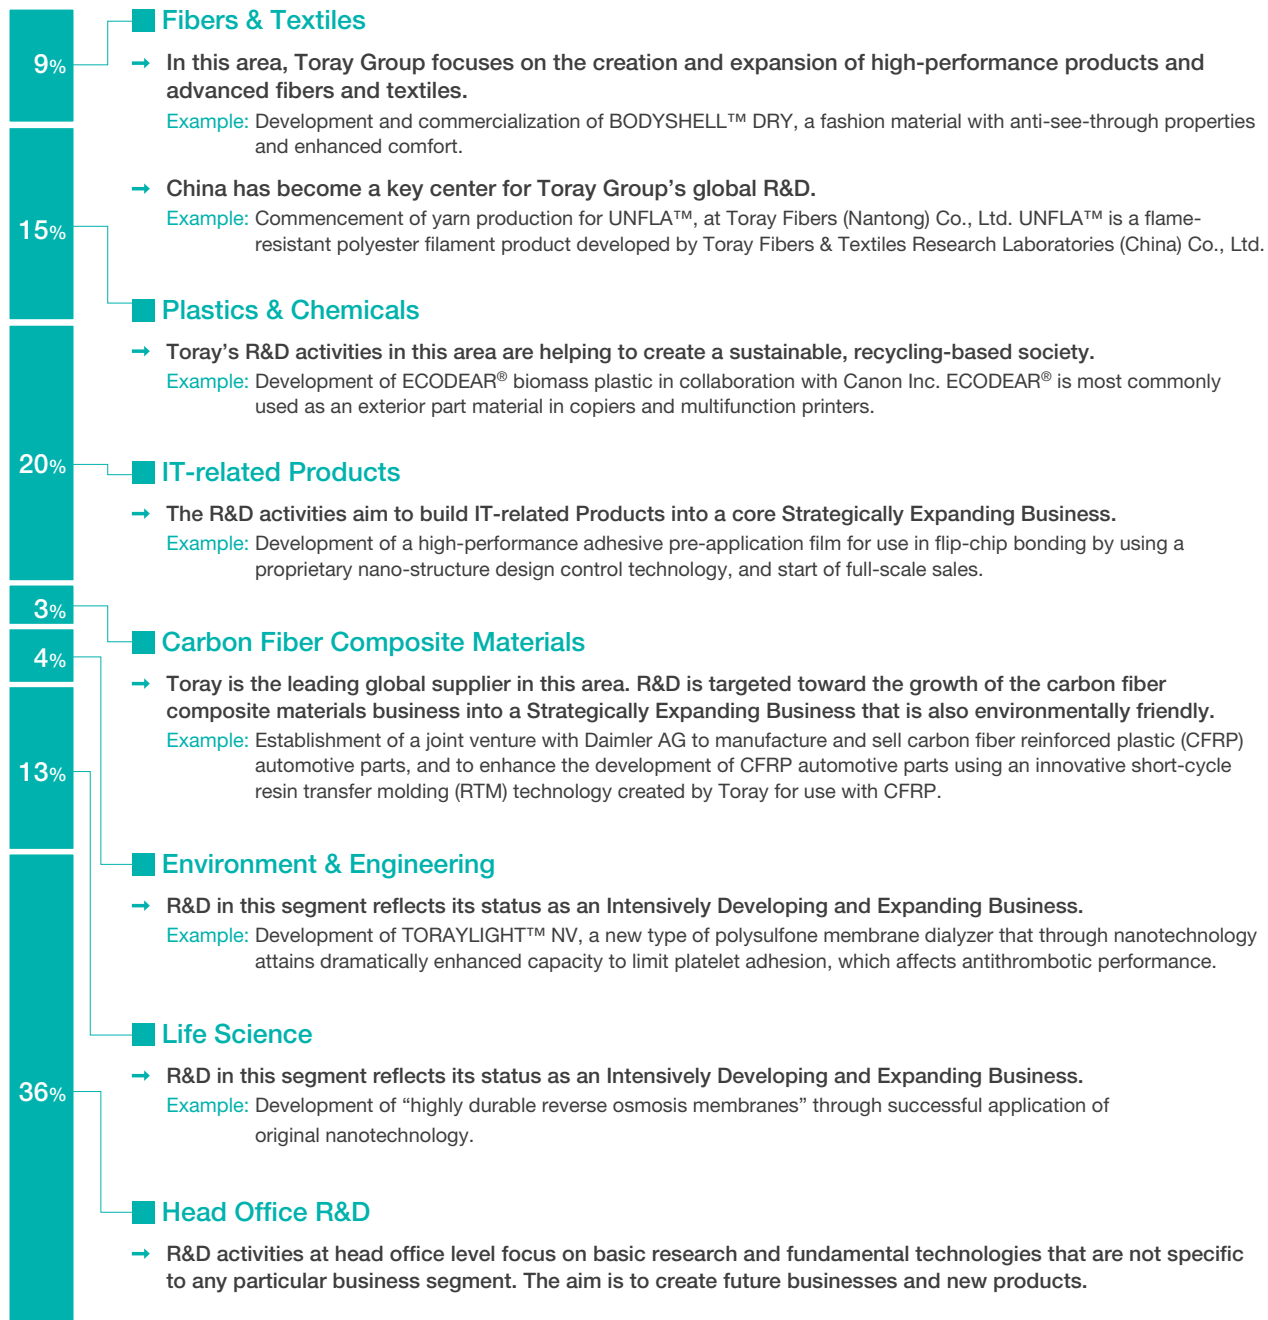 Fibers & Textiles
9%
→ In this area, Toray Group focuses on the creation and expansion of high-performance products and
advanced fibers and textiles.
Example: Development and commercialization of BODYSHELL™ DRY, a fashion material with anti-see-through properties
and enhanced comfort.
→ China has become a key center for Toray Group’s global R&D.
15%
Example: Commencement of yarn production for UNFLA™, at Toray Fibers (Nantong) Co., Ltd. UNFLA™ is a flame-
resistant polyester filament product developed by Toray Fibers & Textiles Research Laboratories (China) Co., Ltd.
Plastics & Chemicals
→ Toray’s R&D activities in this area are helping to create a sustainable, recycling-based society.
Example: Development of ECODEAR® biomass plastic in collaboration with Canon Inc. ECODEAR® is most commonly
used as an exterior part material in copiers and multifunction printers.
20%
IT-related Products
→ The R&D activities aim to build IT-related Products into a core Strategically Expanding Business.
Example: Development of a high-performance adhesive pre-application film for use in flip-chip bonding by using a
proprietary nano-structure design control technology, and start of full-scale sales.
3%
Carbon Fiber Composite Materials
4%
→ Toray is the leading global supplier in this area. R&D is targeted toward the growth of the carbon fiber
composite materials business into a Strategically Expanding Business that is also environmentally friendly.
Example: Establishment of a joint venture with Daimler AG to manufacture and sell carbon fiber reinforced plastic (CFRP)
automotive parts, and to enhance the development of CFRP automotive parts using an innovative short-cycle
resin transfer molding (RTM) technology created by Toray for use with CFRP.
13%
Environment & Engineering
→ R&D in this segment reflects its status as an Intensively Developing and Expanding Business.
Example: Development of TORAYLIGHT™ NV, a new type of polysulfone membrane dialyzer that through nanotechnology
attains dramatically enhanced capacity to limit platelet adhesion, which affects antithrombotic performance.
Life Science
→ R&D in this segment reflects its status as an Intensively Developing and Expanding Business.
36%
Example: Development of “highly durable reverse osmosis membranes” through successful application of
original nanotechnology.
Head Office R&D
→ R&D activities at head office level focus on basic research and fundamental technologies that are not specific
to any particular business segment. The aim is to create future businesses and new products.